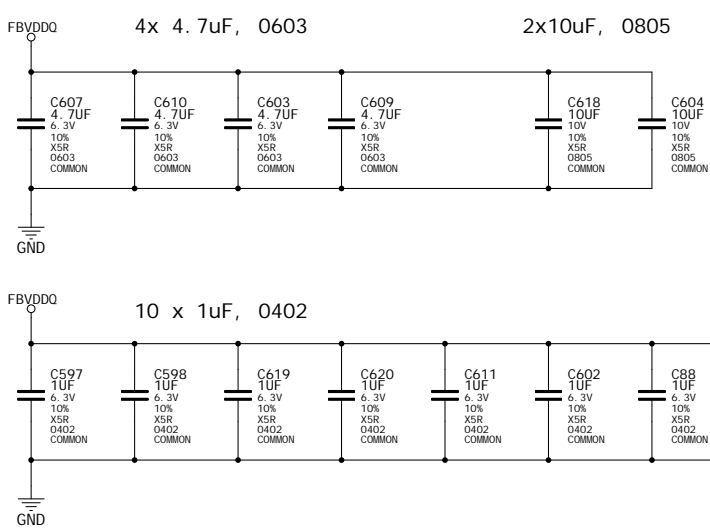 FBVDDQ
4x 4.7uF, 0603
2x10uF, 0805
C607
4.7UF
6.3V
10%
X5R
0603
COMMON
C610
4.7UF
6.3V
10%
X5R
0603
COMMON
C603
4.7UF
6.3V
10%
X5R
0603
COMMON
C609
4.7UF
6.3V
10%
X5R
0603
COMMON
C618
10UF
10V
10%
X5R
0805
COMMON
C604
10UF
10V
10%
X5R
0805
COMMON
GND
FBVDDQ
10 x 1uF, 0402
C597
1UF
6.3V
10%
X5R
0402
COMMON
C598
1UF
6.3V
10%
X5R
0402
COMMON
C619
1UF
6.3V
10%
X5R
0402
COMMON
C620
1UF
6.3V
10%
X5R
0402
COMMON
C611
1UF
6.3V
10%
X5R
0402
COMMON
C602
1UF
6.3V
10%
X5R
0402
COMMON
C88
1UF
6.3V
10%
X5R
0402
COMMON
GND